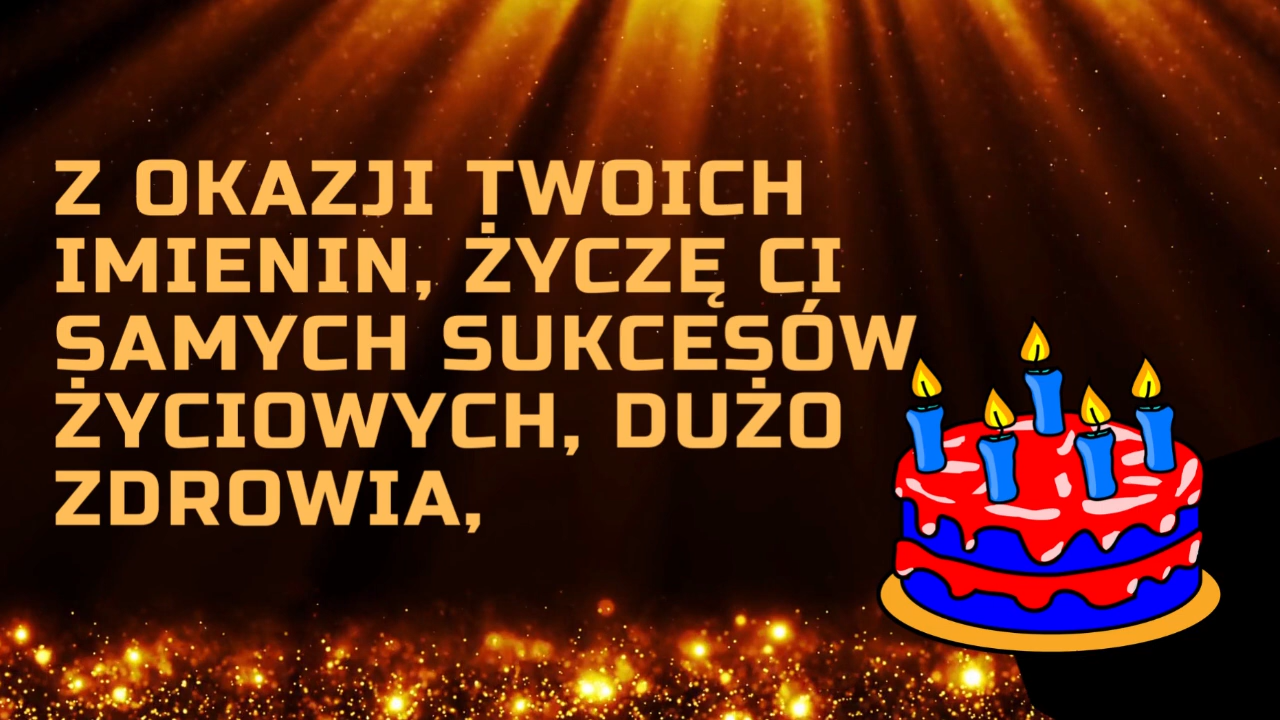 Z OKAZJI TWOICH
IMIENIN, ŻYCZĘ CI
SAMYCH SUKCESÓW
ŻYCIOWYCH, DUŻO
ZDROWIA,